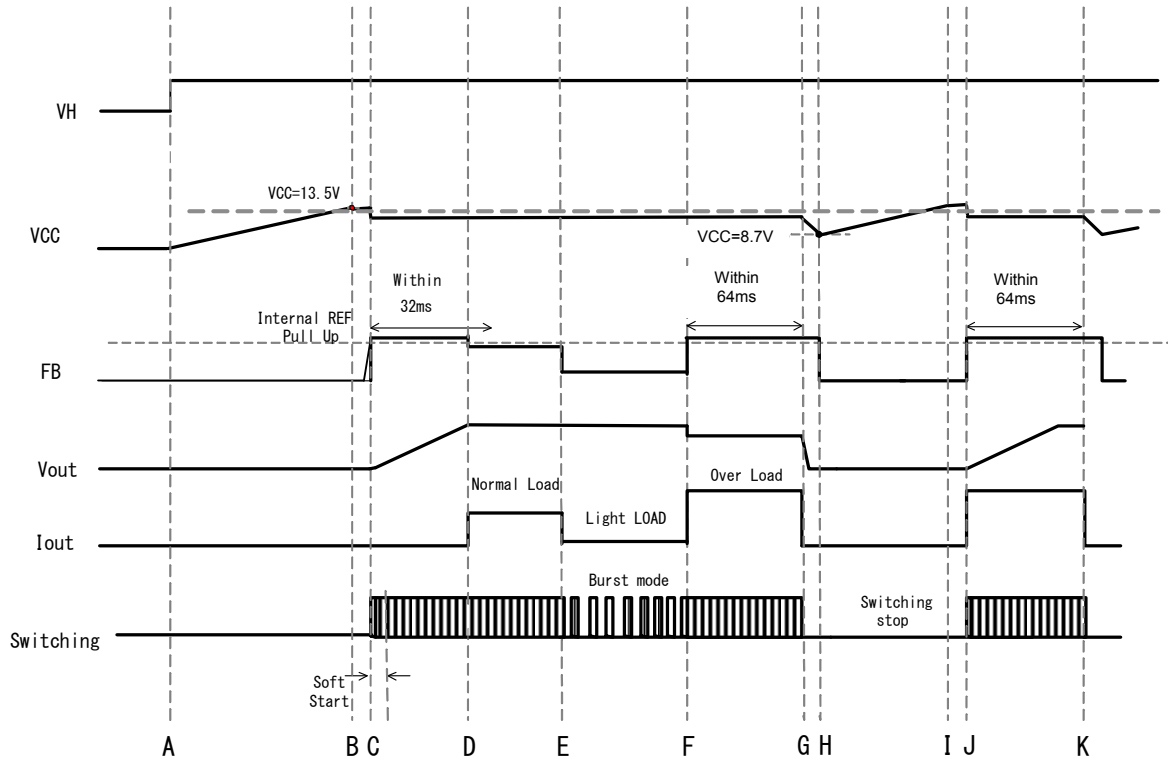 VH
VCC=13.5V
VCC
VCC=8.7V
Within
32ms
Within
64ms
Within
64ms
Internal REF
Pull Up
FB
Vout
Normal Load
Light LOAD
Over Load
Iout
Burst mode
Switching
stop
Switching
Soft
Start
A B C D E F G H I J K